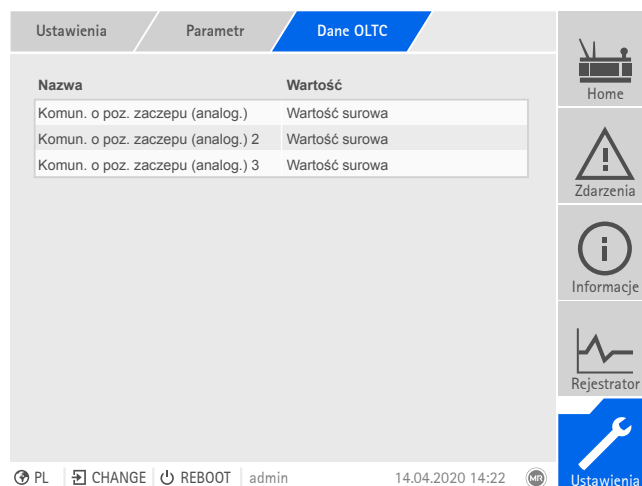 Ustawienia Parametr Dane OLTC
Nazwa Wartość
Komun. o poz. zaczepu (analog.) Wartość surowa
Komun. o poz. zaczepu (analog.) 2 Wartość surowa
Komun. o poz. zaczepu (analog.) 3 Wartość surowa
Home
Zdarzenia
Informacje
Rejestrator
Ustawienia
PL CHANGE REBOOT admin 14.04.2020 14:22 MR